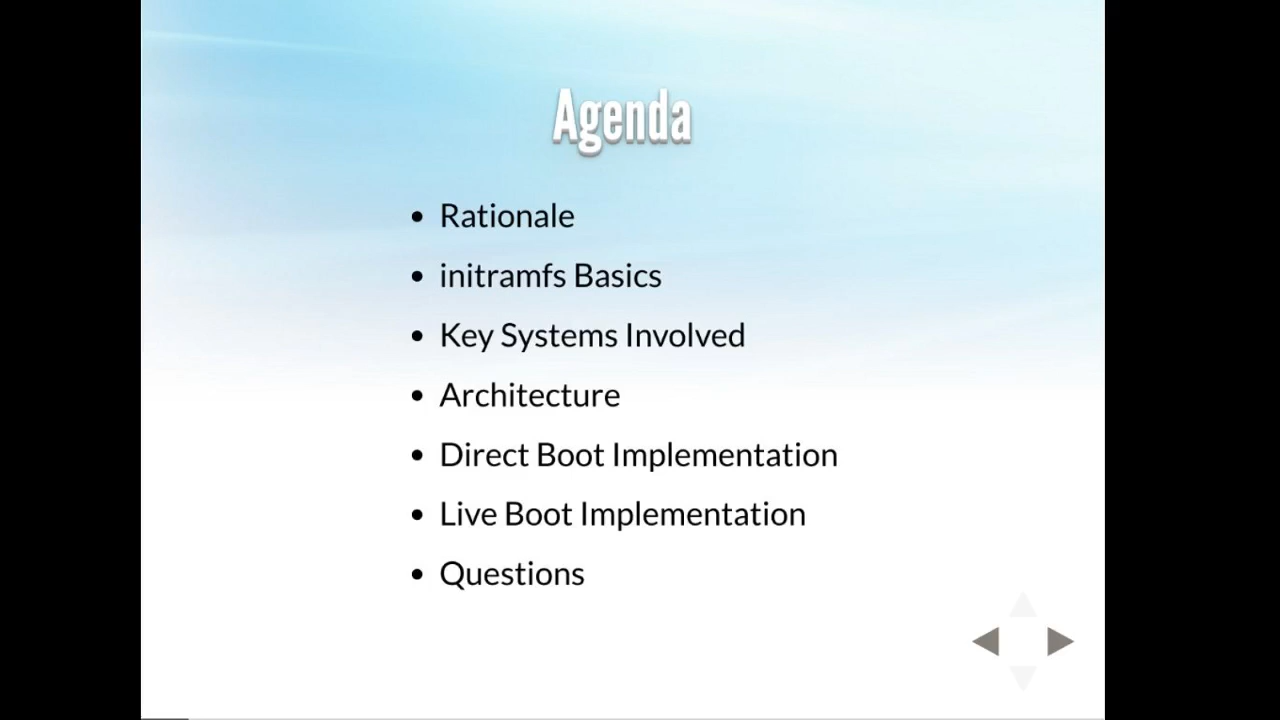 Agenda
Rationale
initramfs Basics
Key Systems Involved
Architecture
Direct Boot Implementation
Live Boot Implementation
Questions